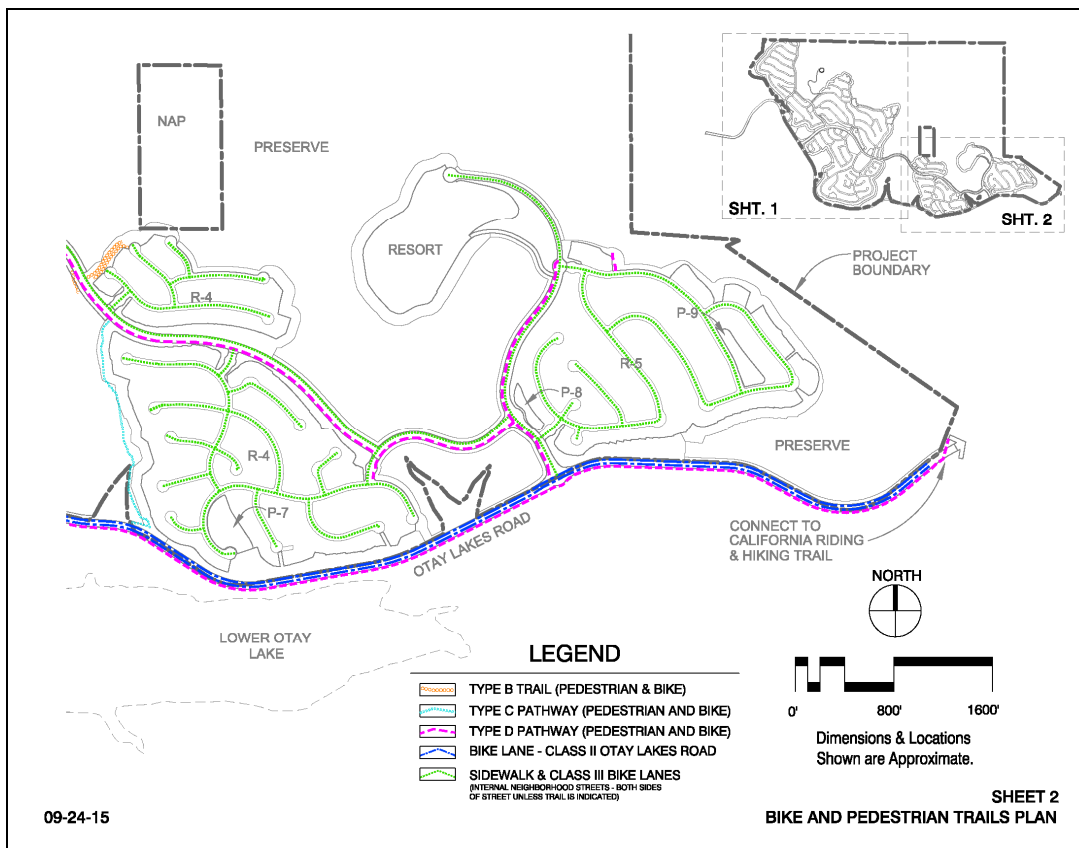 NAP
PRESERVE
SHT. 1
SHT. 2
RESORT
PROJECT
BOUNDARY
R-4
P-9
R-5
P-8
PRESERVE
R-4
P-7
OTAY LAKES ROAD
CONNECT TO
CALIFORNIA RIDING
& HIKING TRAIL
NORTH
LOWER OTAY
LAKE
LEGEND
TYPE B TRAIL (PEDESTRIAN & BIKE)
TYPE C PATHWAY (PEDESTRIAN AND BIKE)
TYPE D PATHWAY (PEDESTRIAN AND BIKE)
BIKE LANE - CLASS II OTAY LAKES ROAD
SIDEWALK & CLASS III BIKE LANES
(INTERNAL NEIGHBORHOOD STREETS - BOTH SIDES
OF STREET UNLESS TRAIL IS INDICATED)
0' 800' 1600'
Dimensions & Locations
Shown are Approximate.
09-24-15
SHEET 2
BIKE AND PEDESTRIAN TRAILS PLAN